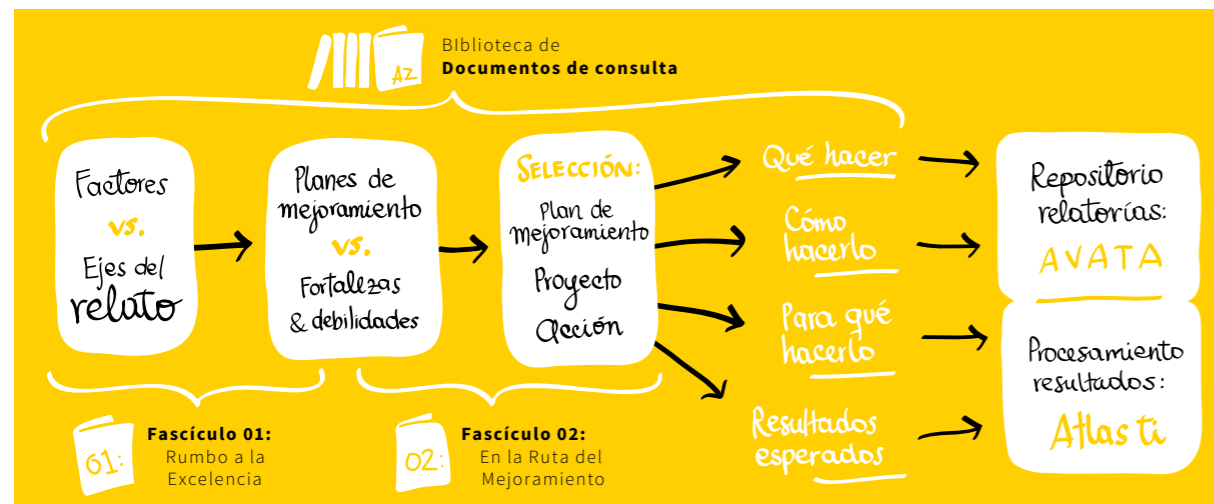 BIblioteca de
Documentos de consulta
AZ
Factores
vs.
Ejes del
relato
Planes de
mejoramiento
vs.
Fortalezas
& debilidades
SELECCIÓN:
Plan de
mejoramiento
Proyecto
acción
Qué hacer
Cómo
hacerlo
Para qué
hacerlo
Resultados
esperados
Repositorio
relatorías:
AVATA
Procesamiento
resultados:
Atlas ti
01:
Fascículo 01:
Rumbo a la
Excelencia
02:
Fascículo 02:
En la Ruta del
Mejoramiento